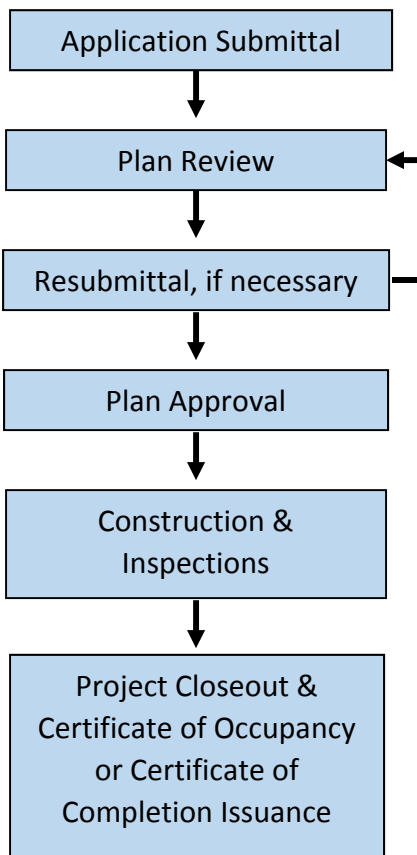 Application Submittal
Plan Review
Resubmittal, if necessary
Plan Approval
Construction &
Inspections
Project Closeout &
Certificate of Occupancy
or Certificate of
Completion Issuance